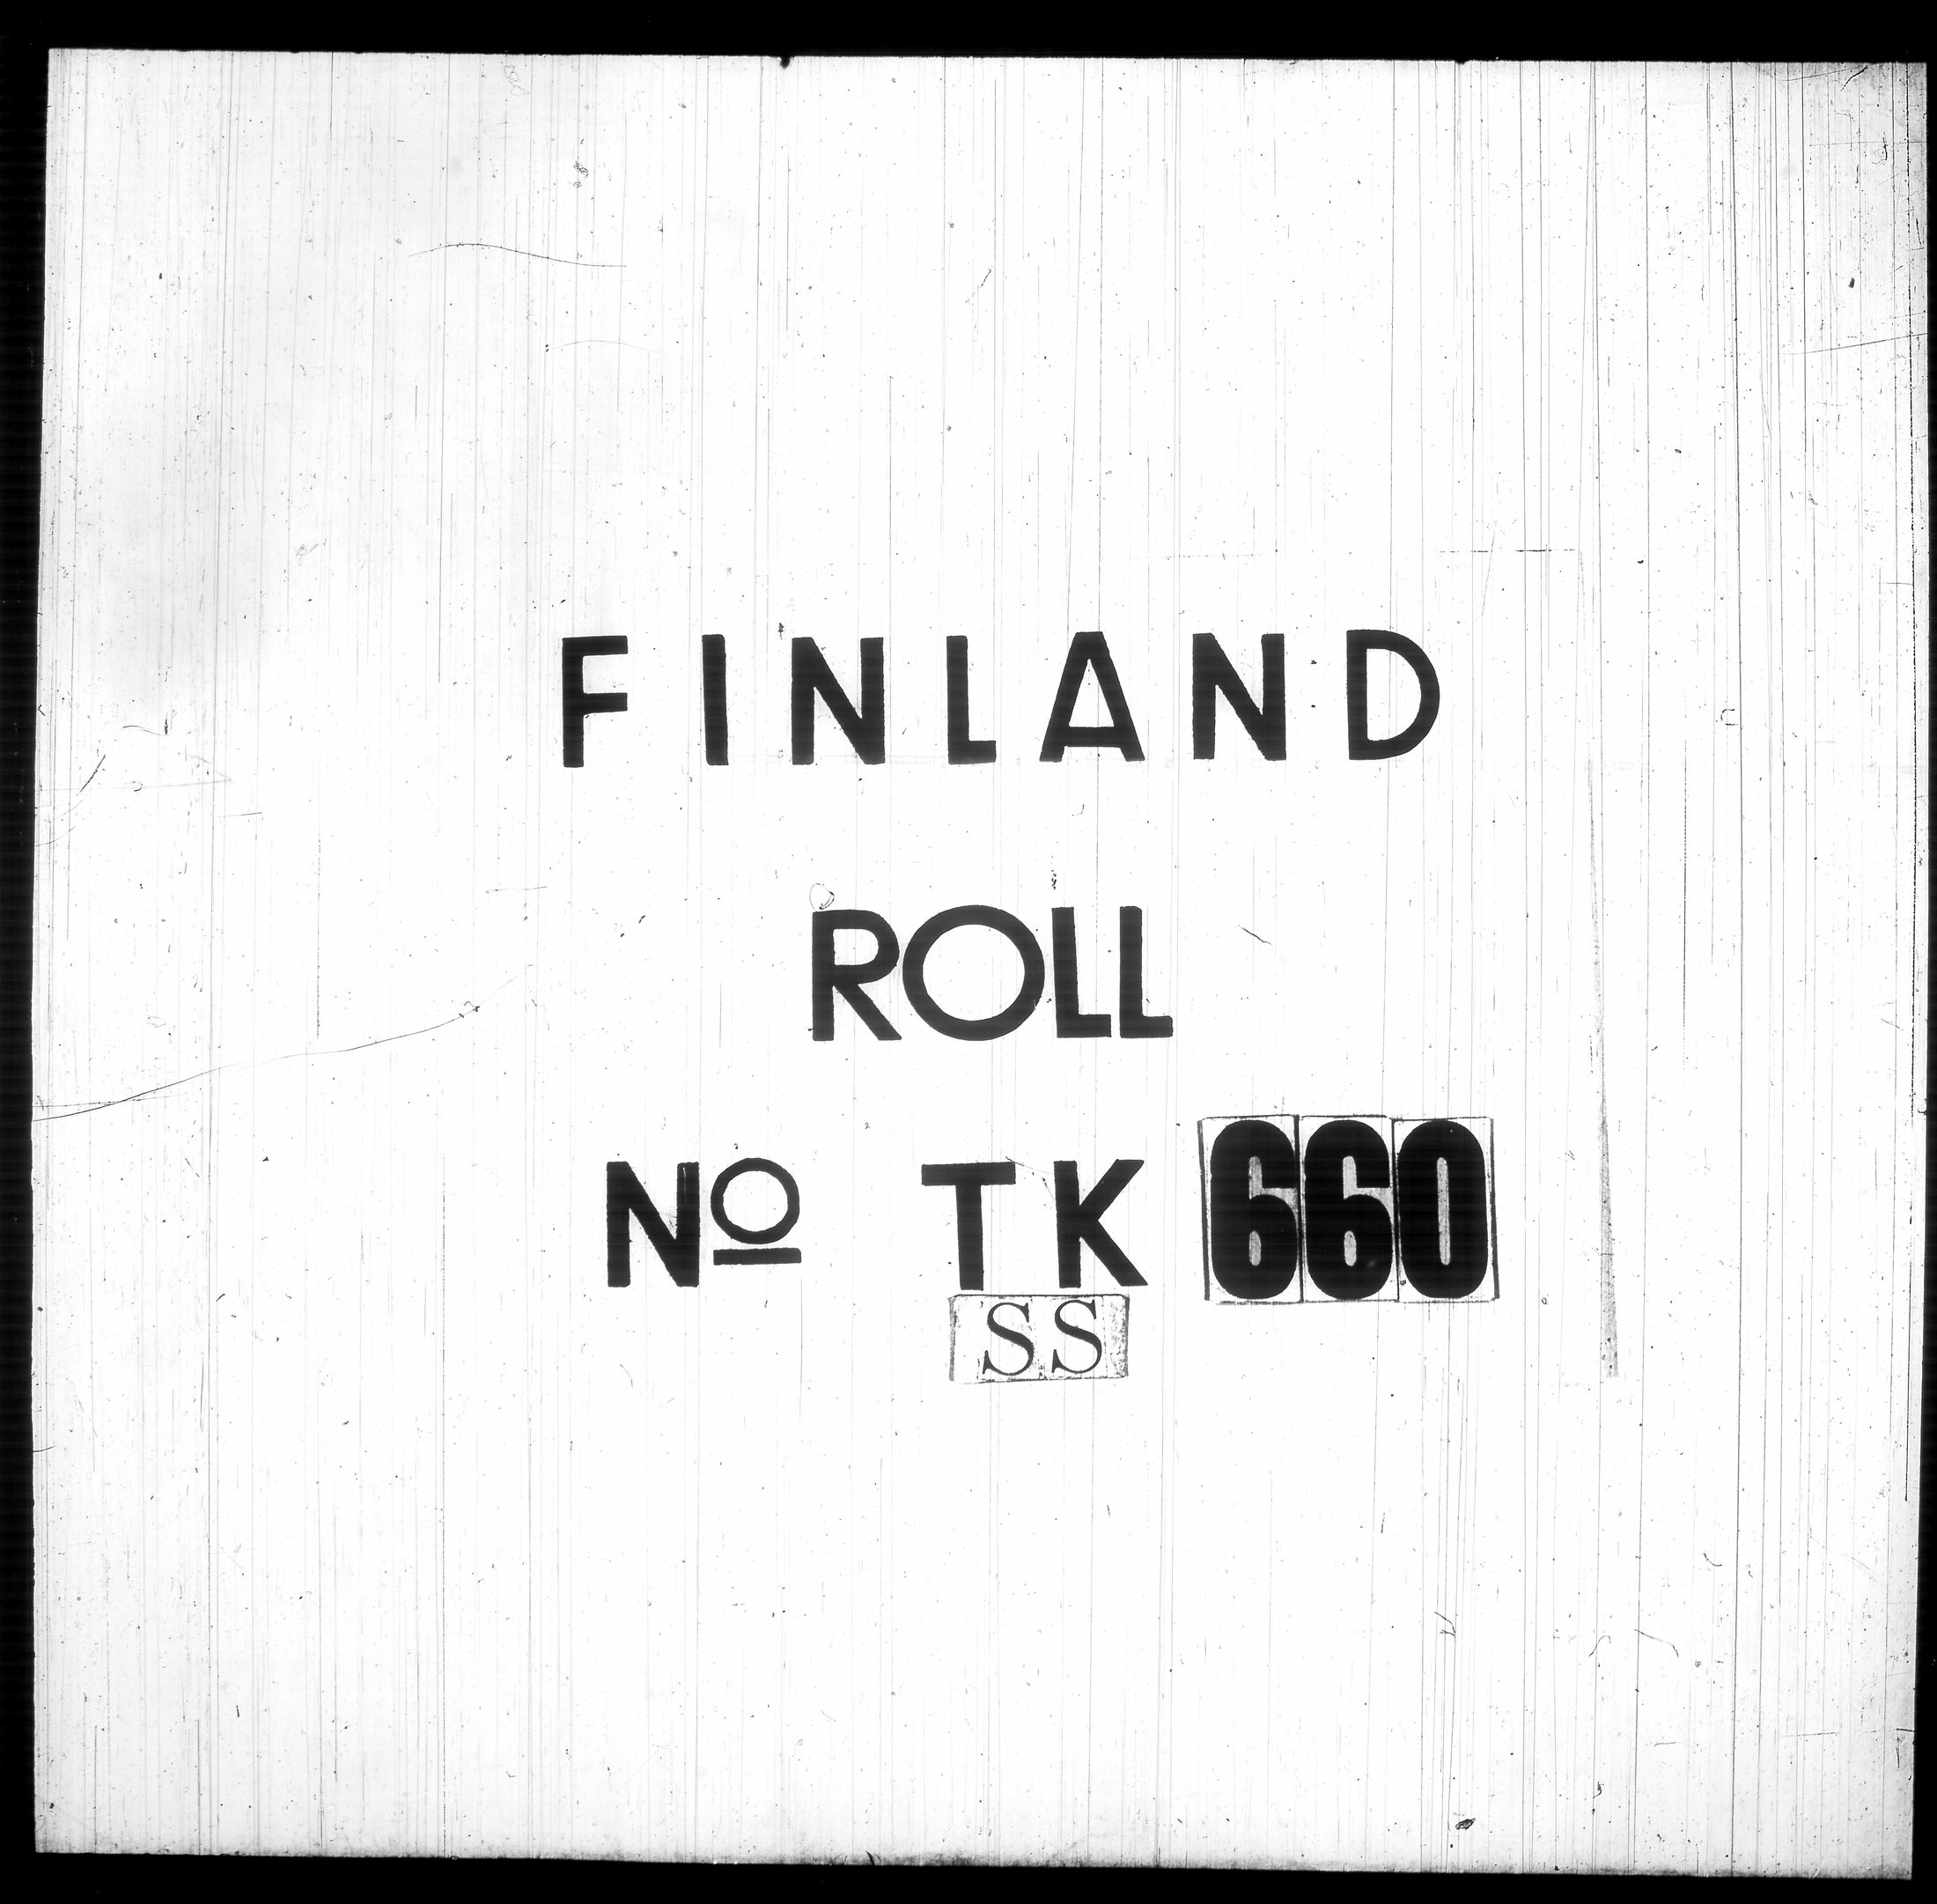 FINLAND
ROLL
Nº TK 660
SS